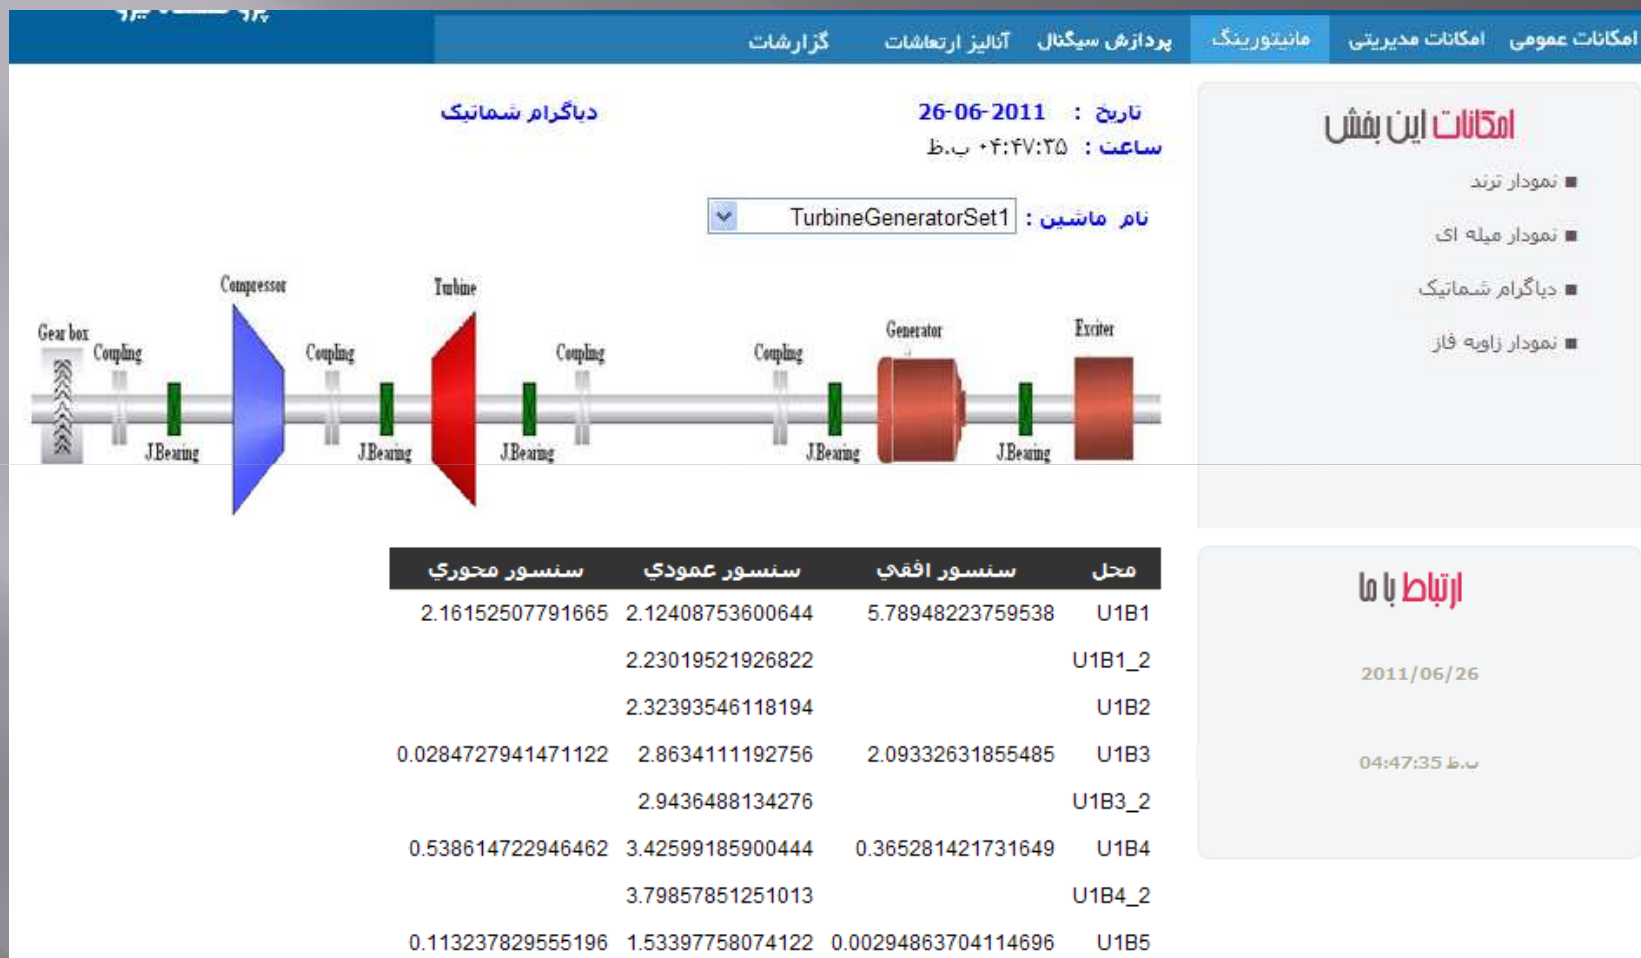 امکانات عمومی امکانات مدیریتی مانیتورینگ پردازش سیگنال آنالیز ارتعاشات گزارشات
تاریخ : 26-06-2011 دیاگرام شماتیک
ساعت : ۰۴:۴۷:۳۵ ب.ظ
نام ماشین : TurbineGeneratorSet1
Compressor Turbine
Gear box Coupling Coupling Coupling Coupling Generator Exciter
J.Bearing J.Bearing J.Bearing J.Bearing J.Bearing
محل سنسور افقي سنسور عمودي سنسور محوري
U1B1 5.78948223759538 2.12408753600644 2.16152507791665
U1B1_2 2.23019521926822
U1B2 2.32393546118194
U1B3 2.09332631855485 2.8634111192756 0.0284727941471122
U1B3_2 2.9436488134276
U1B4 0.365281421731649 3.42599185900444 0.538614722946462
U1B4_2 3.79857851251013
U1B5 0.00294863704114696 1.53397758074122 0.113237829555196
امکانات این بخش
نمودار ترند
نمودار میله ای
دیاگرام شماتیک
نمودار زاویه فاز
ارتباط با ما
2011/06/26
04:47:35 ب.ظ